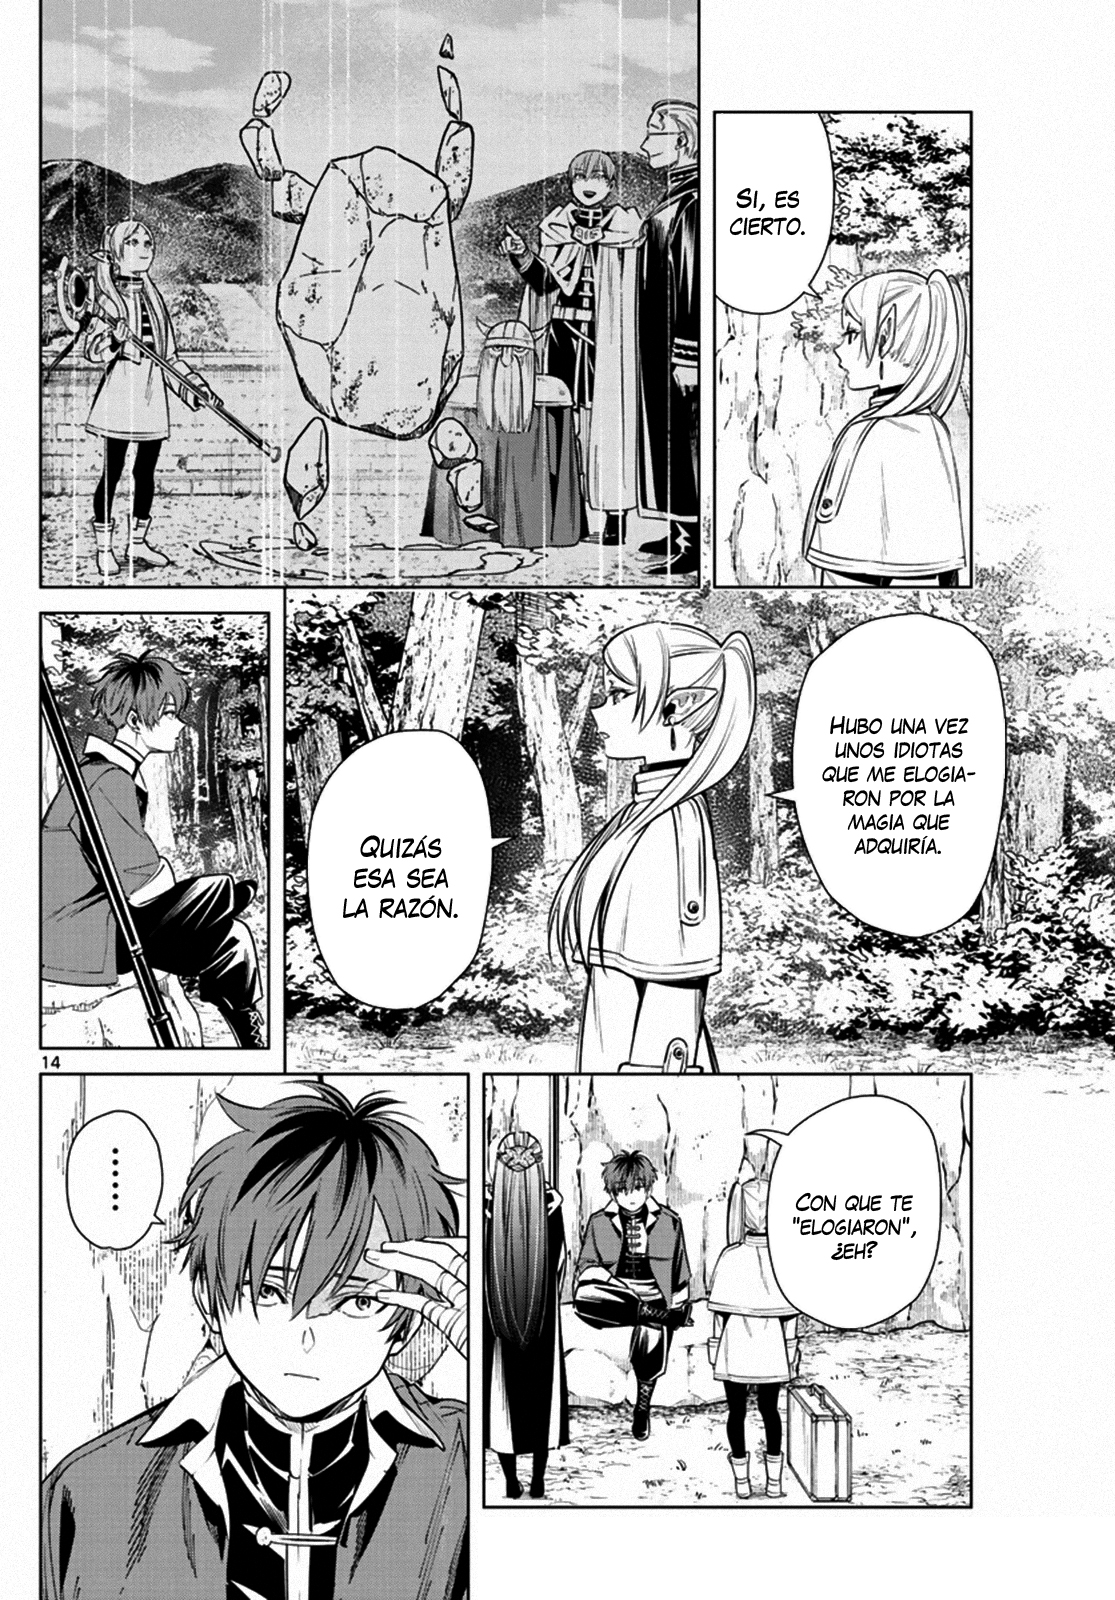 SI, ES
CIERTO.
HUBO UNA VEZ
UNOS IDIOTAS
QUE ME ELOGIA-
RON POR LA
MAGIA QUE
ADQUIRÍA.
QUIZÁS
ESA SEA
LA RAZÓN.
14
CON QUE TE
"ELOGIARON",
¿EH?
......